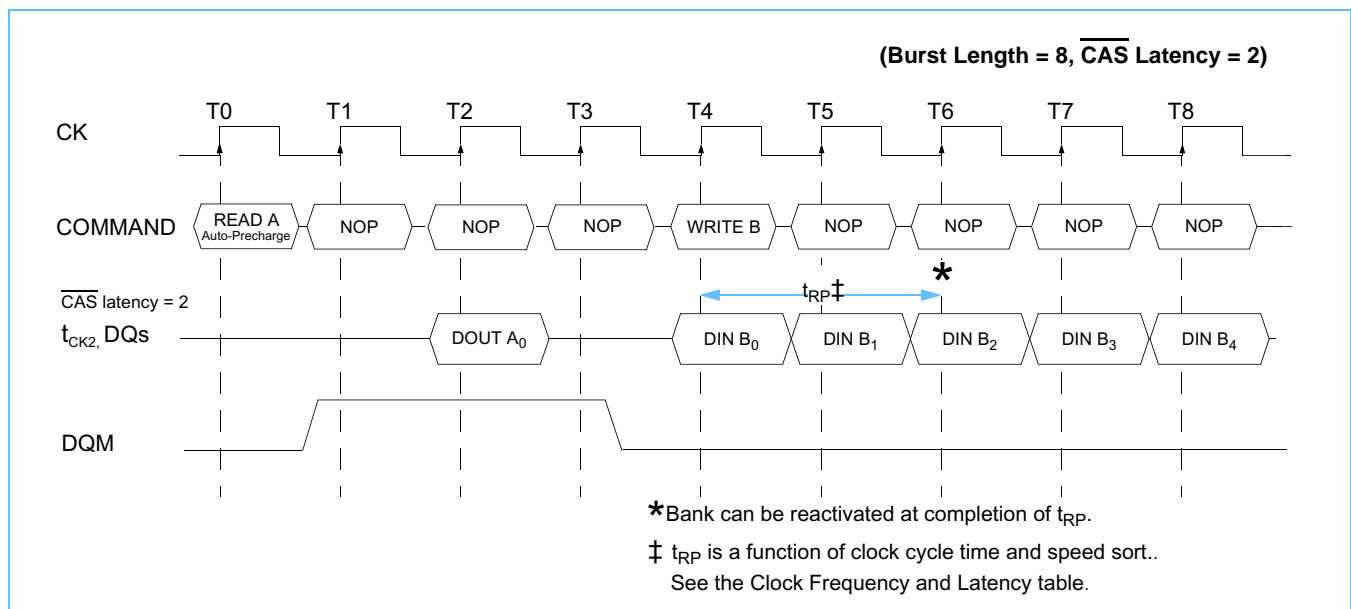 (Burst Length = 8, CAS Latency = 2)
T0 T1 T2 T3 T4 T5 T6 T7 T8
CK
COMMAND
READ A
Auto-Precharge
NOP NOP NOP WRITE B NOP NOP NOP NOP
*
tRP‡
CAS latency = 2
tCK2, DQs
DOUT A0 DIN B0 DIN B1 DIN B2 DIN B3 DIN B4
DQM
*Bank can be reactivated at completion of tRP.
‡ tRP is a function of clock cycle time and speed sort..
See the Clock Frequency and Latency table.